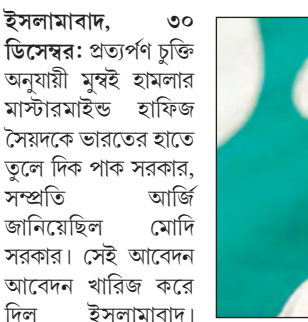 ইসলামাবাদ, ৩০
ডিসেম্বর: প্রত্যর্পণ চুক্তি
অনুযায়ী মুম্বই হামলার
মাস্টারমাইন্ড হাফিজ
সৈয়দকে ভারতের হাতে
তুলে দিক পাক সরকার,
সম্প্রতি আর্জি
জানিয়েছিল মোদি
সরকার। সেই আবেদন
আবেদন খারিজ করে
দিল ইসলামাবাদ।